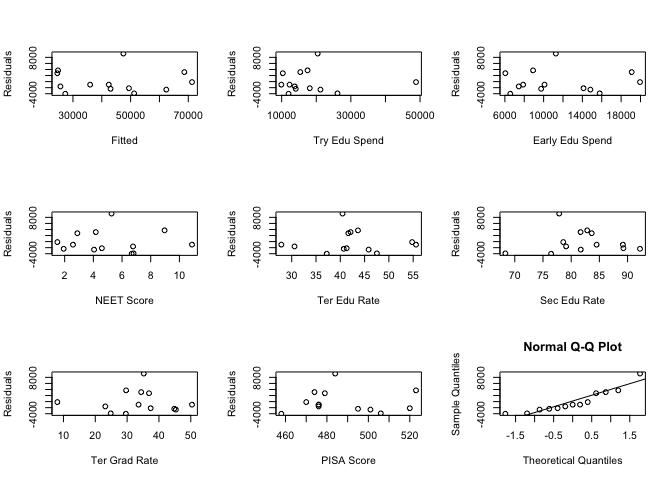 Residuals
-4000 8000
30000 50000 70000
Fitted
Residuals
-4000 8000
10000 30000 50000
Try Edu Spend
Residuals
-4000 8000
6000 10000 14000 18000
Early Edu Spend
Residuals
-4000 8000
2 4 6 8 10
NEET Score
Residuals
-4000 8000
30 35 40 45 50 55
Ter Edu Rate
Residuals
-4000 8000
70 75 80 85 90
Sec Edu Rate
Residuals
-4000 8000
10 20 30 40 50
Ter Grad Rate
Residuals
-4000 8000
460 480 500 520
PISA Score
Normal Q-Q Plot
Sample Quantiles
-4000 8000
-1.5 -0.5 0.5 1.5
Theoretical Quantiles